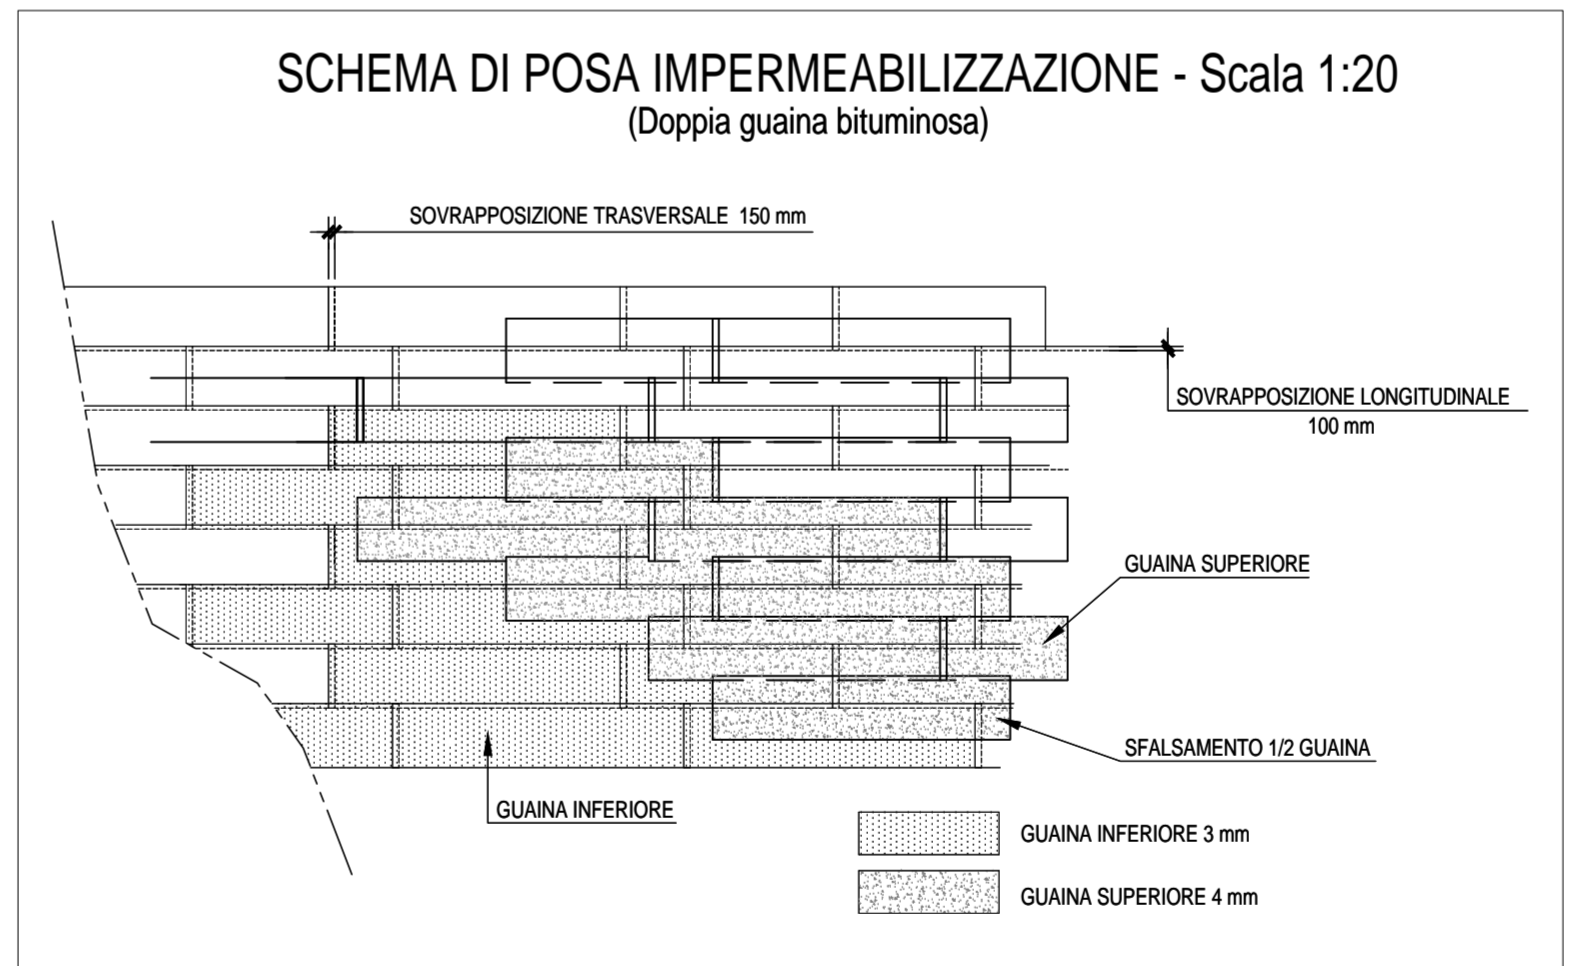 SCHEMA DI POSA IMPERMEABILIZZAZIONE - Scala 1:20
(Doppia guaina bituminosa)
SOVRAPPOSIZIONE TRASVERSALE 150 mm
SOVRAPPOSIZIONE LONGITUDINALE
100 mm
GUAINA SUPERIORE
SFALSAMENTO 1/2 GUAINA
GUAINA INFERIORE
GUAINA INFERIORE 3 mm
GUAINA SUPERIORE 4 mm